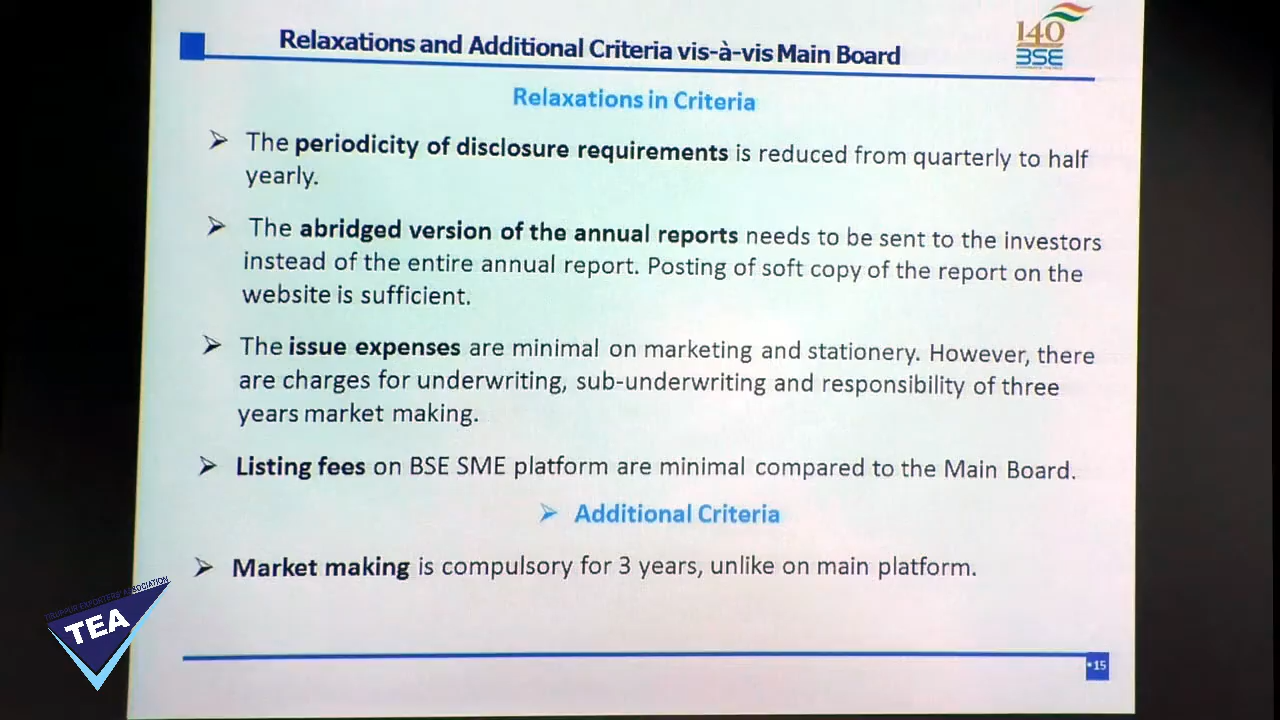 Relaxations and Additional Criteria vis-à-vis Main Board
140
BSE
Relaxations in Criteria
➢ The periodicity of disclosure requirements is reduced from quarterly to half
yearly.
➢ The abridged version of the annual reports needs to be sent to the investors
instead of the entire annual report. Posting of soft copy of the report on the
website is sufficient.
➢ The issue expenses are minimal on marketing and stationery. However, there
are charges for underwriting, sub-underwriting and responsibility of three
years market making.
➢ Listing fees on BSE SME platform are minimal compared to the Main Board.
➢ Additional Criteria
➢ Market making is compulsory for 3 years, unlike on main platform.
TIRUPPUR EXPORTERS' ASSOCIATION
TEA
•15